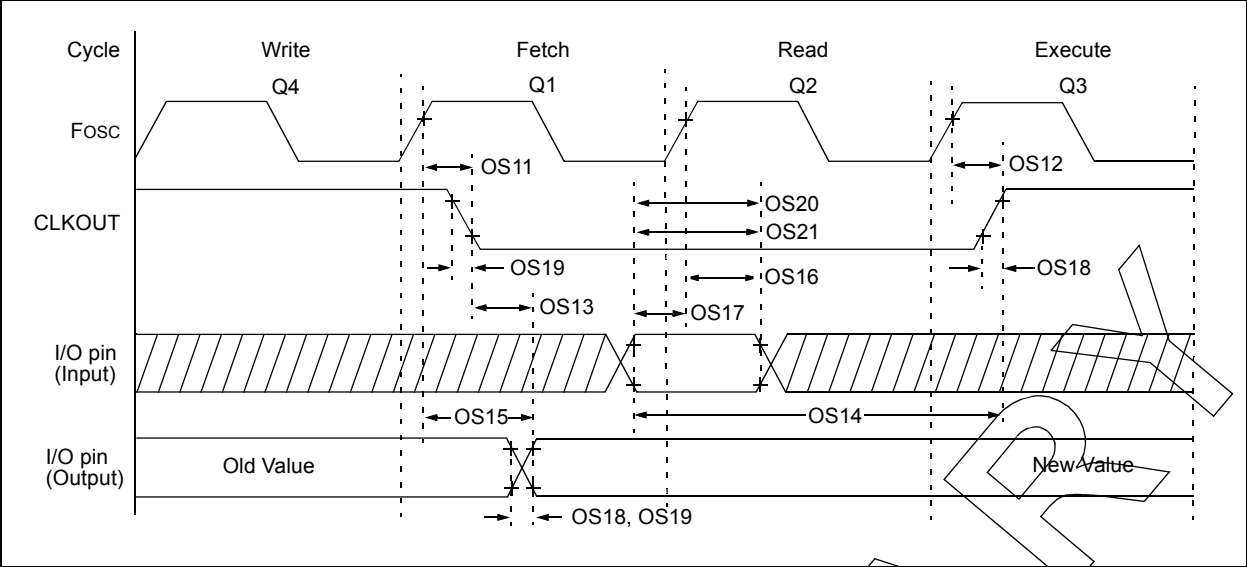 Cycle Write Fetch Read Execute
Q4 Q1 Q2 Q3
Fosc
OS11 OS12
CLKOUT
OS20
OS21
OS19 OS16 OS18
OS13 OS17
I/O pin
(Input)
OS15 OS14
I/O pin
(Output)
Old Value New Value
OS18, OS19